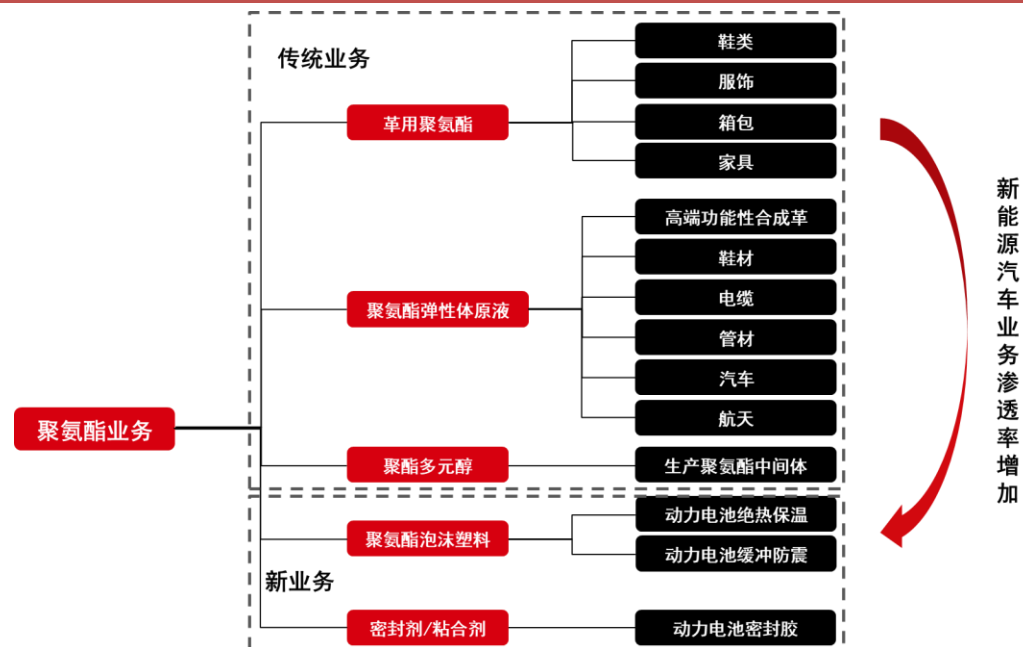 传统业务
鞋类
服饰
革用聚氨酯
箱包
家具
高端功能性合成革
鞋材
电缆
聚氨酯弹性体原液
管材
汽车
航天
聚氨酯业务
聚酯多元醇
生产聚氨酯中间体
动力电池绝热保温
聚氨酯泡沫塑料
动力电池缓冲防震
新业务
密封剂/粘合剂
动力电池密封胶
新能源汽车业务渗透率增加